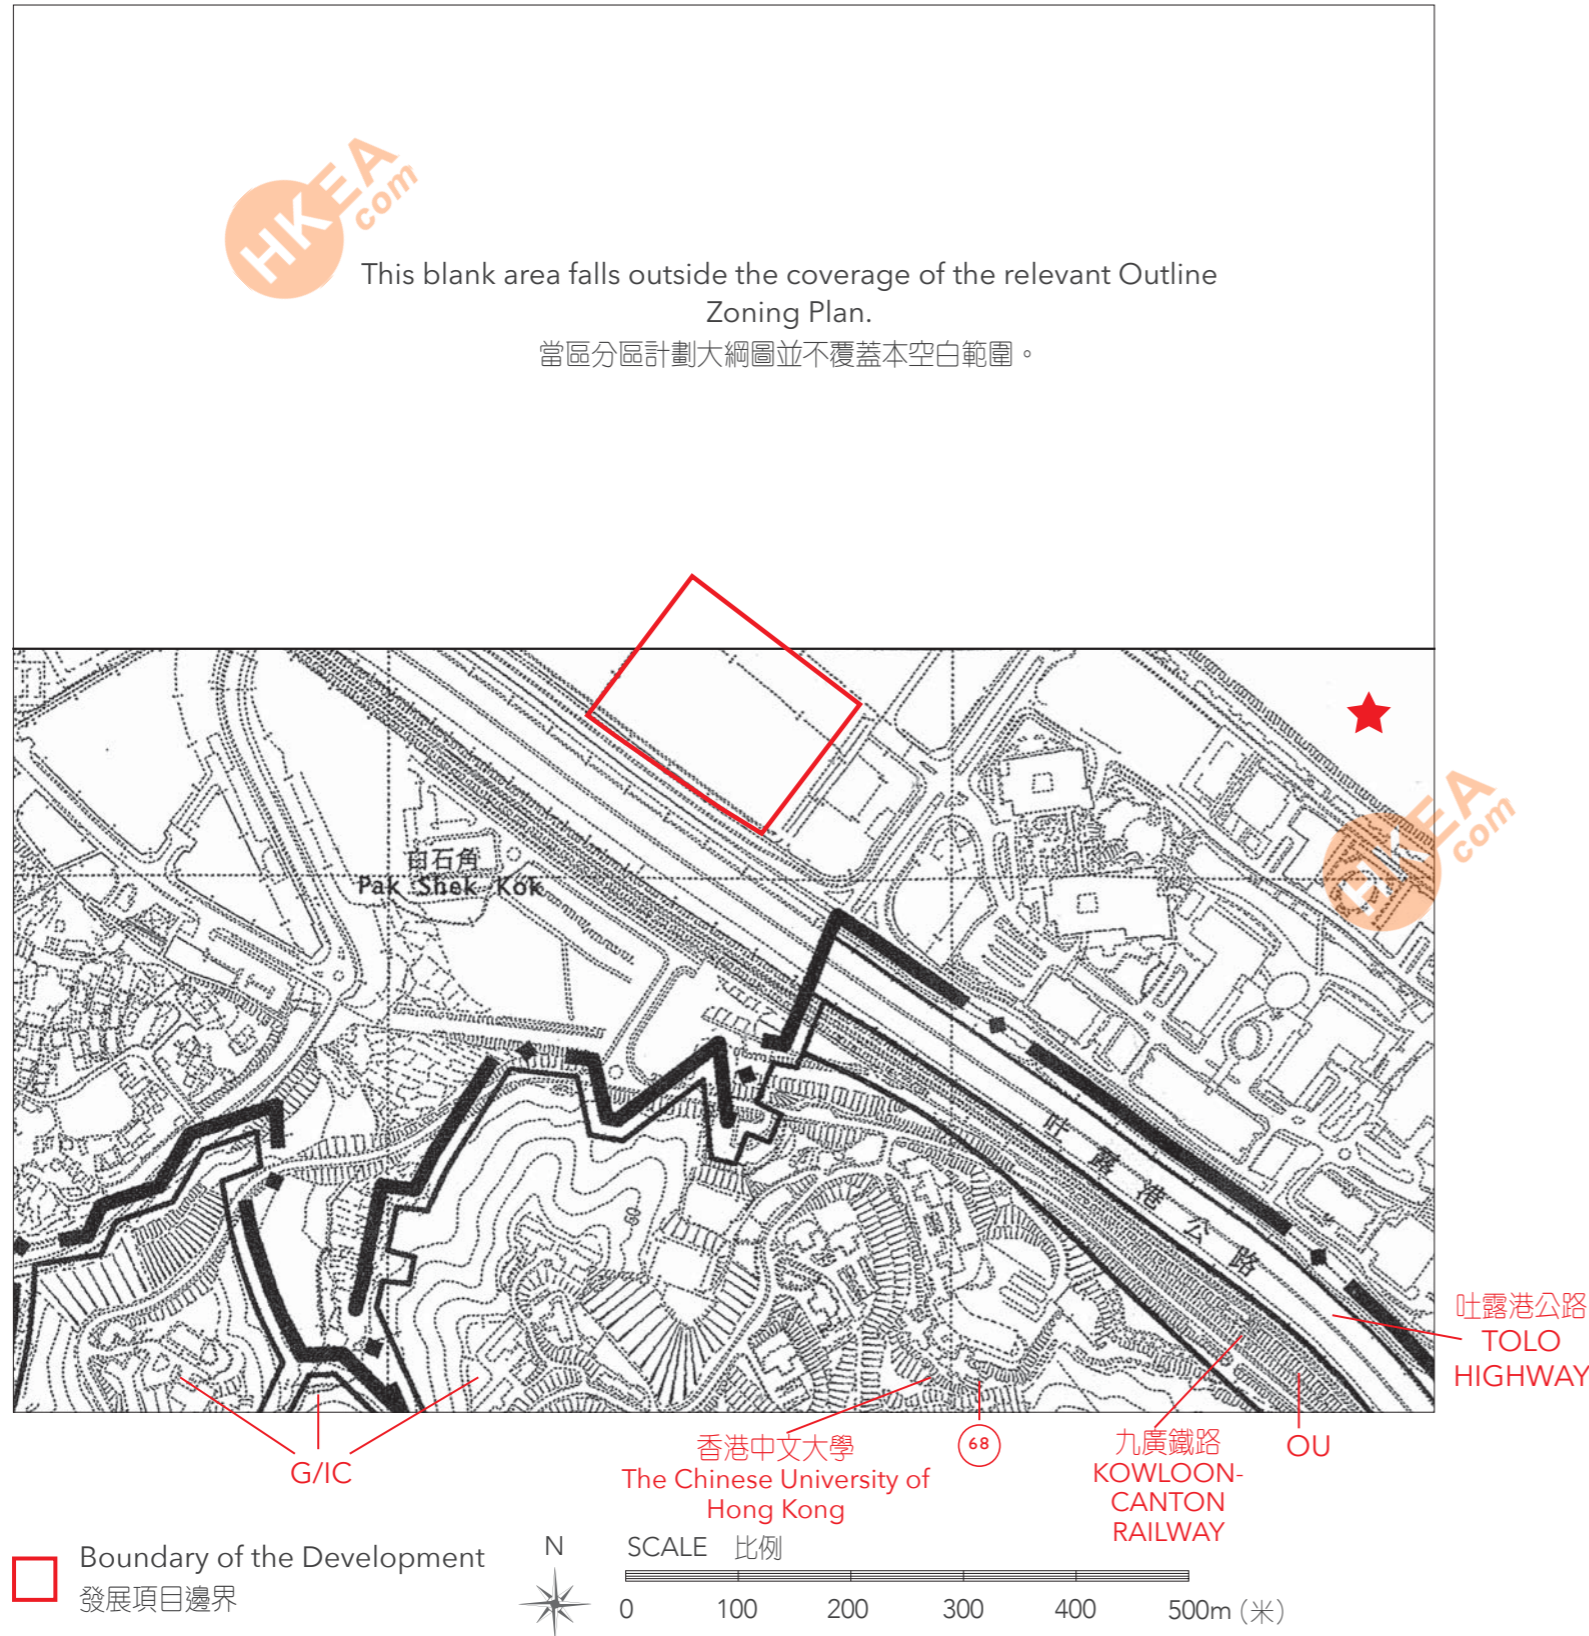 HKEA
com
This blank area falls outside the coverage of the relevant Outline
Zoning Plan.
當區分區計劃大綱圖並不覆蓋本空白範圍。
白石角
Pak Shek Kok
HKEA
com
吐露港公路
60
吐露港公路
TOLO
HIGHWAY
G/IC
香港中文大學
The Chinese University of
Hong Kong
68
九廣鐵路
KOWLOON-
CANTON
RAILWAY
OU
Boundary of the Development
發展項目邊界
N
SCALE 比例
0 100 200 300 400 500m (米)